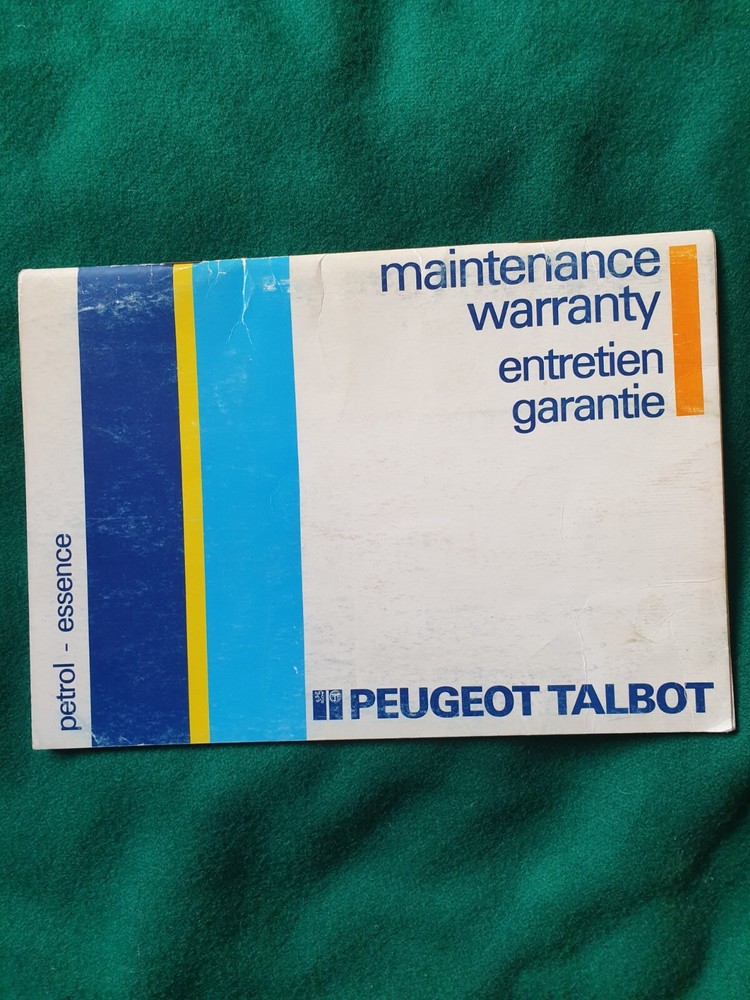 maintenance
warranty
entretien
garantie
petrol - essence
PEUGEOT TALBOT